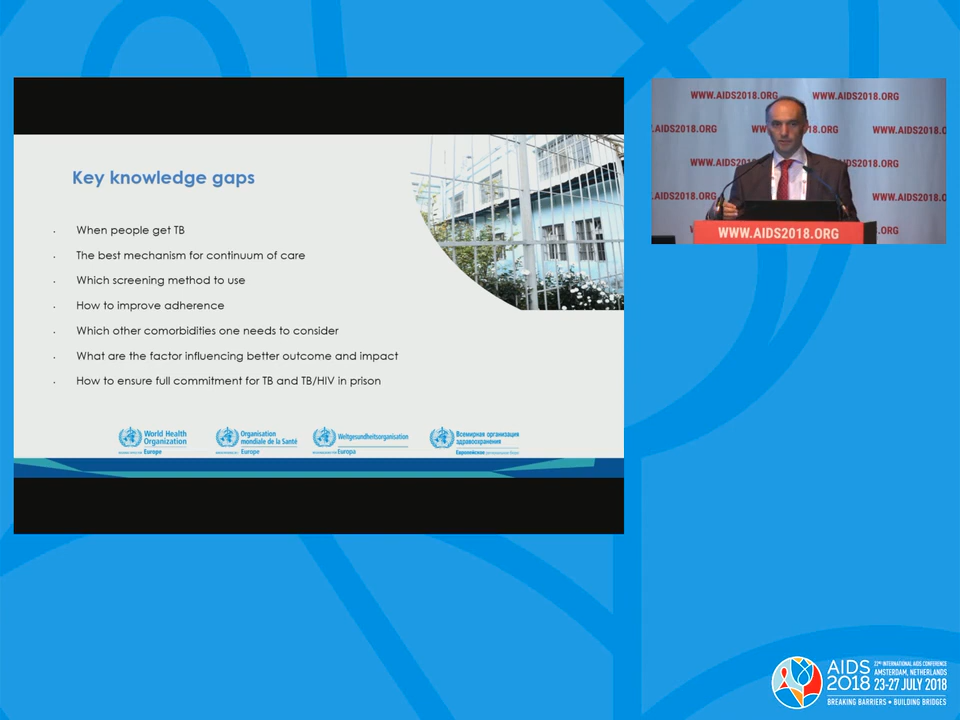 Key knowledge gaps
When people get TB
The best mechanism for continuum of care
Which screening method to use
How to improve adherence
Which other comorbidities one needs to consider
What are the factor influencing better outcome and impact
How to ensure full commitment for TB and TB/HIV in prison
World Health
Organization
Europe
Organisation
mondiale de la Santé
Europe
Weltgesundheitsorganisation
Europa
Всемирная организация
здравоохранения
Европейское
WWW.AIDS2018.ORG WWW.AIDS2018.ORG
.AIDS2018.ORG WW 8.ORG WWW.AIDS2018.O
WWW.AIDS201 IDS2018.ORG
.AIDS2018.ORG WWW.AIDS2018.O
.ORG
WWW.AIDS2018.ORG
AIDS
2018
22ND INTERNATIONAL AIDS CONFERENCE
AMSTERDAM, NETHERLANDS
23-27 JULY 2018
BREAKING BARRIERS • BUILDING BRIDGES